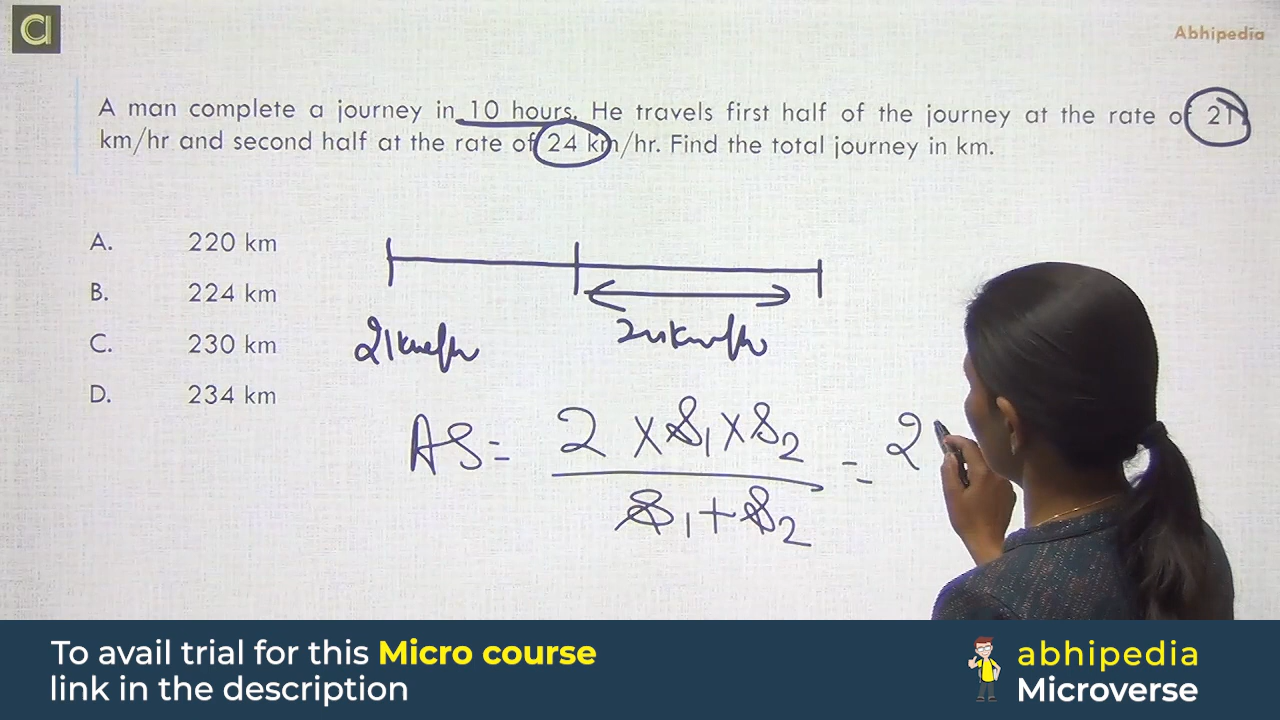 CA
Abhipedia
A man complete a journey in 10 hours. He travels first half of the journey at the rate of 21
km/hr and second half at the rate of 24 km/hr. Find the total journey in km.
A. 220 km
B. 224 km
C. 230 km
D. 234 km
21km/hr 24km/hr
AS = 2 × S1 × S2 = 2
S1 + S2
To avail trial for this Micro course
link in the description
abhipedia
Microverse